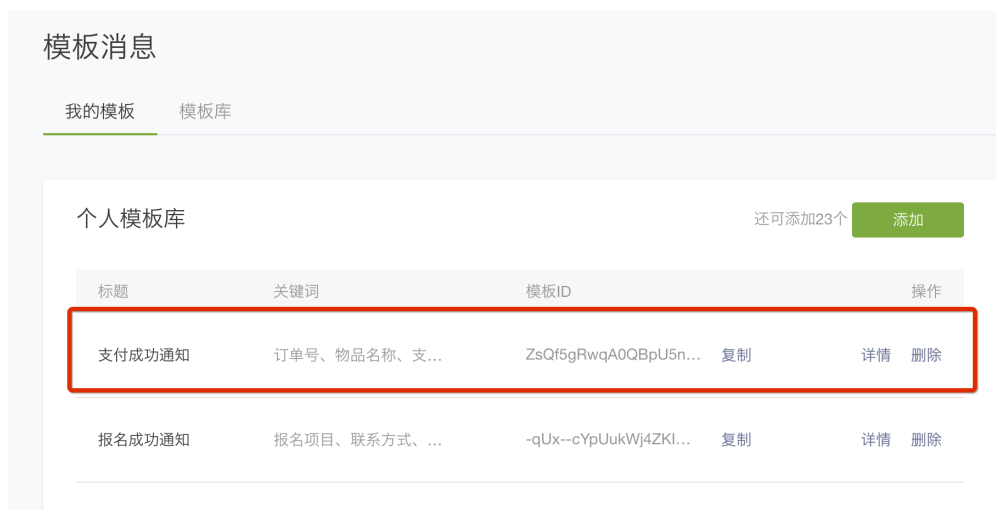 模板消息
我的模板 模板库
个人模板库 还可添加23个 添加
标题 关键词 模板ID 操作
支付成功通知 订单号、物品名称、支... ZsQf5gRwqA0QBpU5n... 复制 详情 删除
报名成功通知 报名项目、联系方式、... -qUx--cYpUukWj4ZKI... 复制 详情 删除